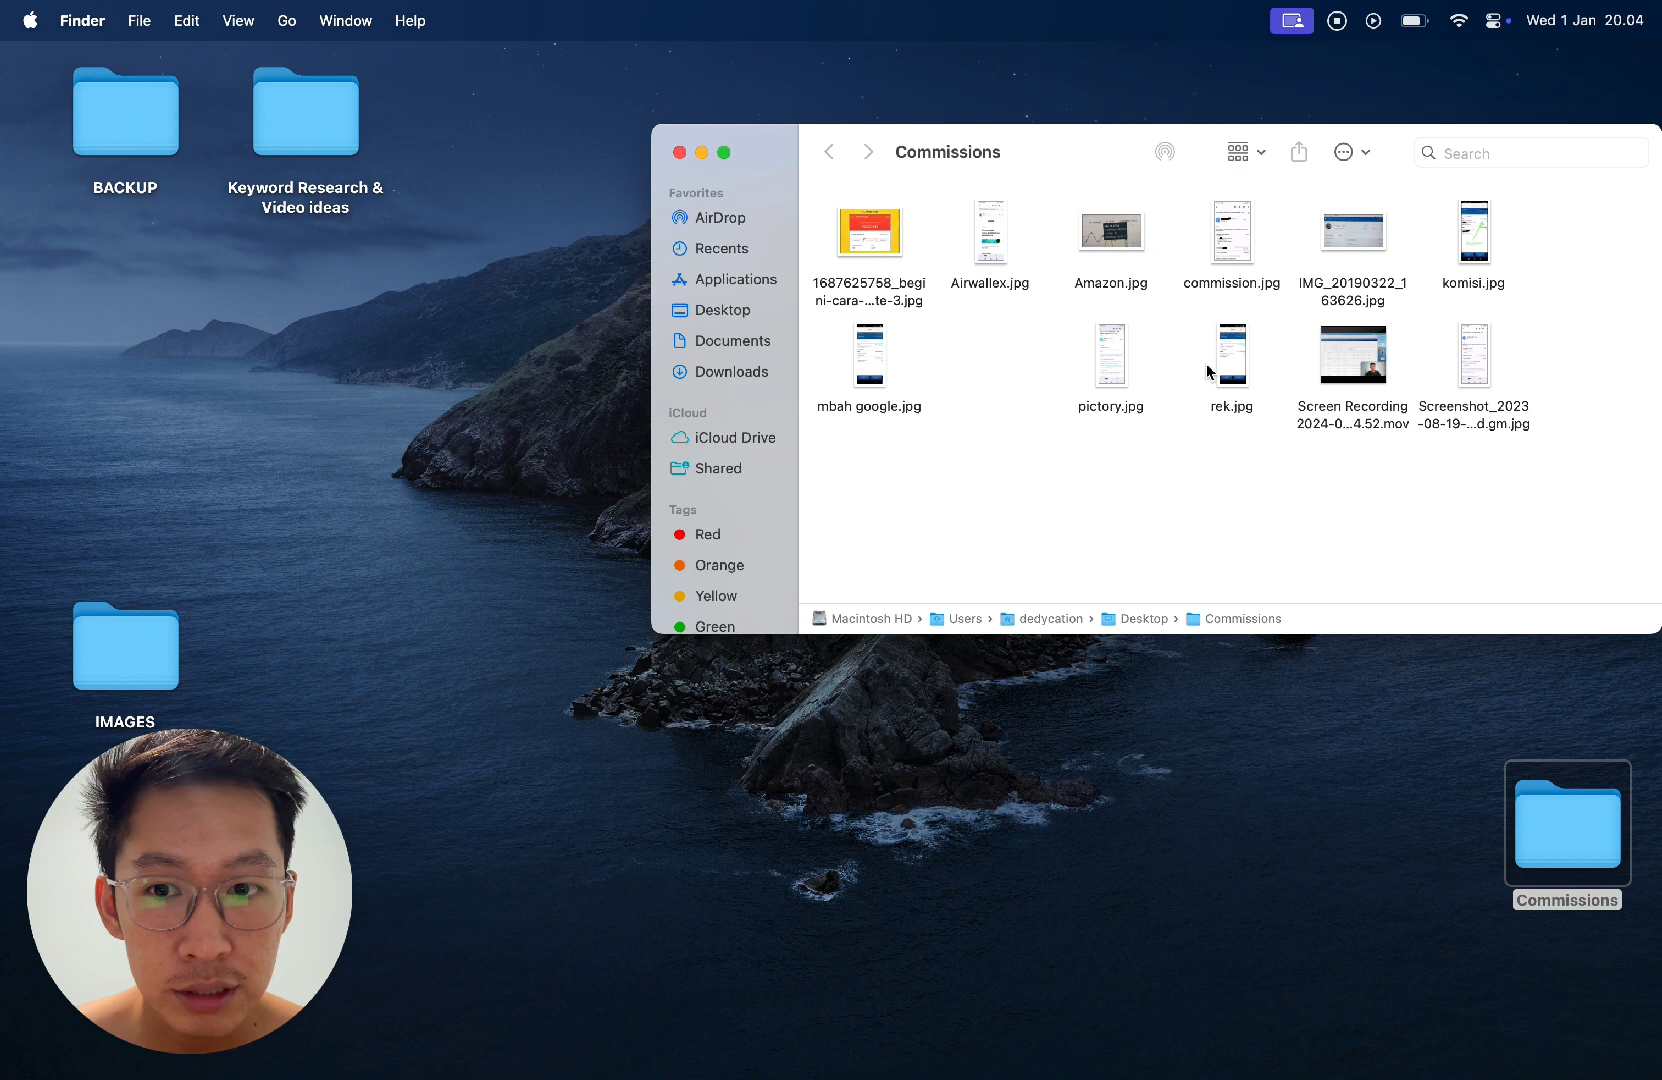 Finder File Edit View Go Window Help Wed 1 Jan 20.04
BACKUP
Keyword Research &
Video ideas
Commissions
Search
Favorites
AirDrop
Recents
Applications
Desktop
Documents
Downloads
iCloud
iCloud Drive
Shared
Tags
Red
Orange
Yellow
Green
1687625758_begi
ni-cara-...te-3.jpg
Airwallex.jpg
Amazon.jpg
commission.jpg
IMG_20190322_1
63626.jpg
komisi.jpg
mbah google.jpg
pictory.jpg
rek.jpg
Screen Recording
2024-0...4.52.mov
Screenshot_2023
-08-19-...d.gm.jpg
Macintosh HD › Users › dedycation › Desktop › Commissions
IMAGES
Commissions